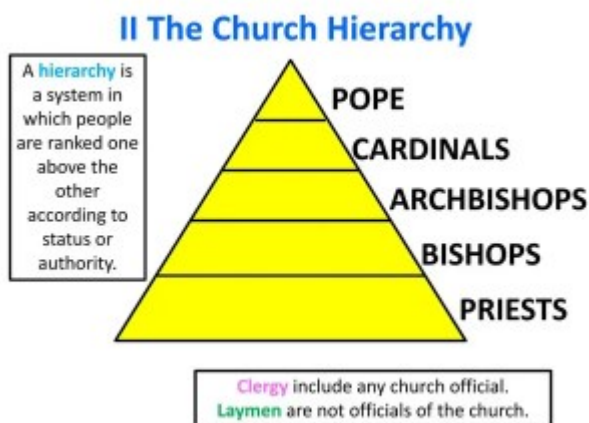 II The Church Hierarchy
A hierarchy is
a system in
which people
are ranked one
above the
other
according to
status or
authority.
POPE
CARDINALS
ARCHBISHOPS
BISHOPS
PRIESTS
Clergy include any church official.
Laymen are not officials of the church.